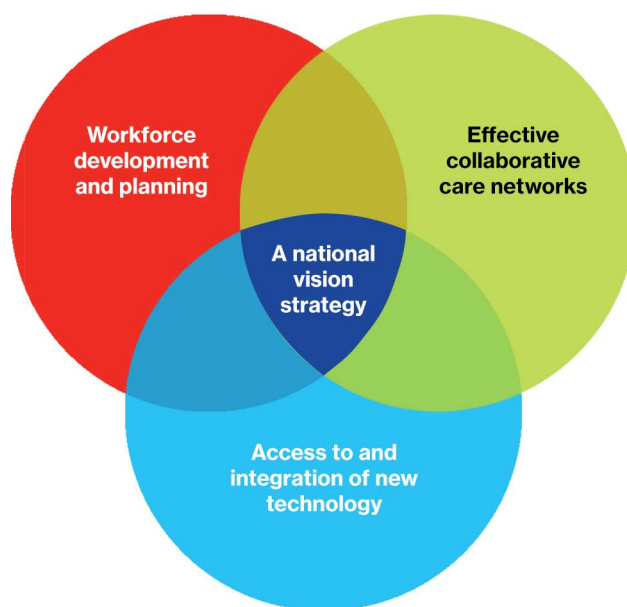 Workforce
development
and planning
Effective
collaborative
care networks
A national
vision
strategy
Access to and
integration of new
technology